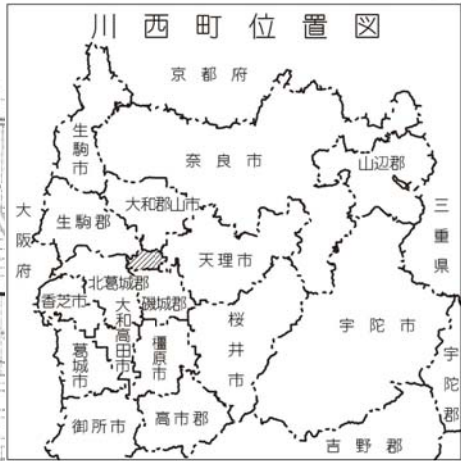 川西町位置図
京都府
生駒市
奈良市
山辺郡
大阪府
生駒郡
大和郡山市
三重県
天理市
北葛城郡
香芝市
磯城郡
大和高田市
橿原市
桜井市
宇陀市
葛城市
宇陀郡
御所市
高市郡
吉野郡